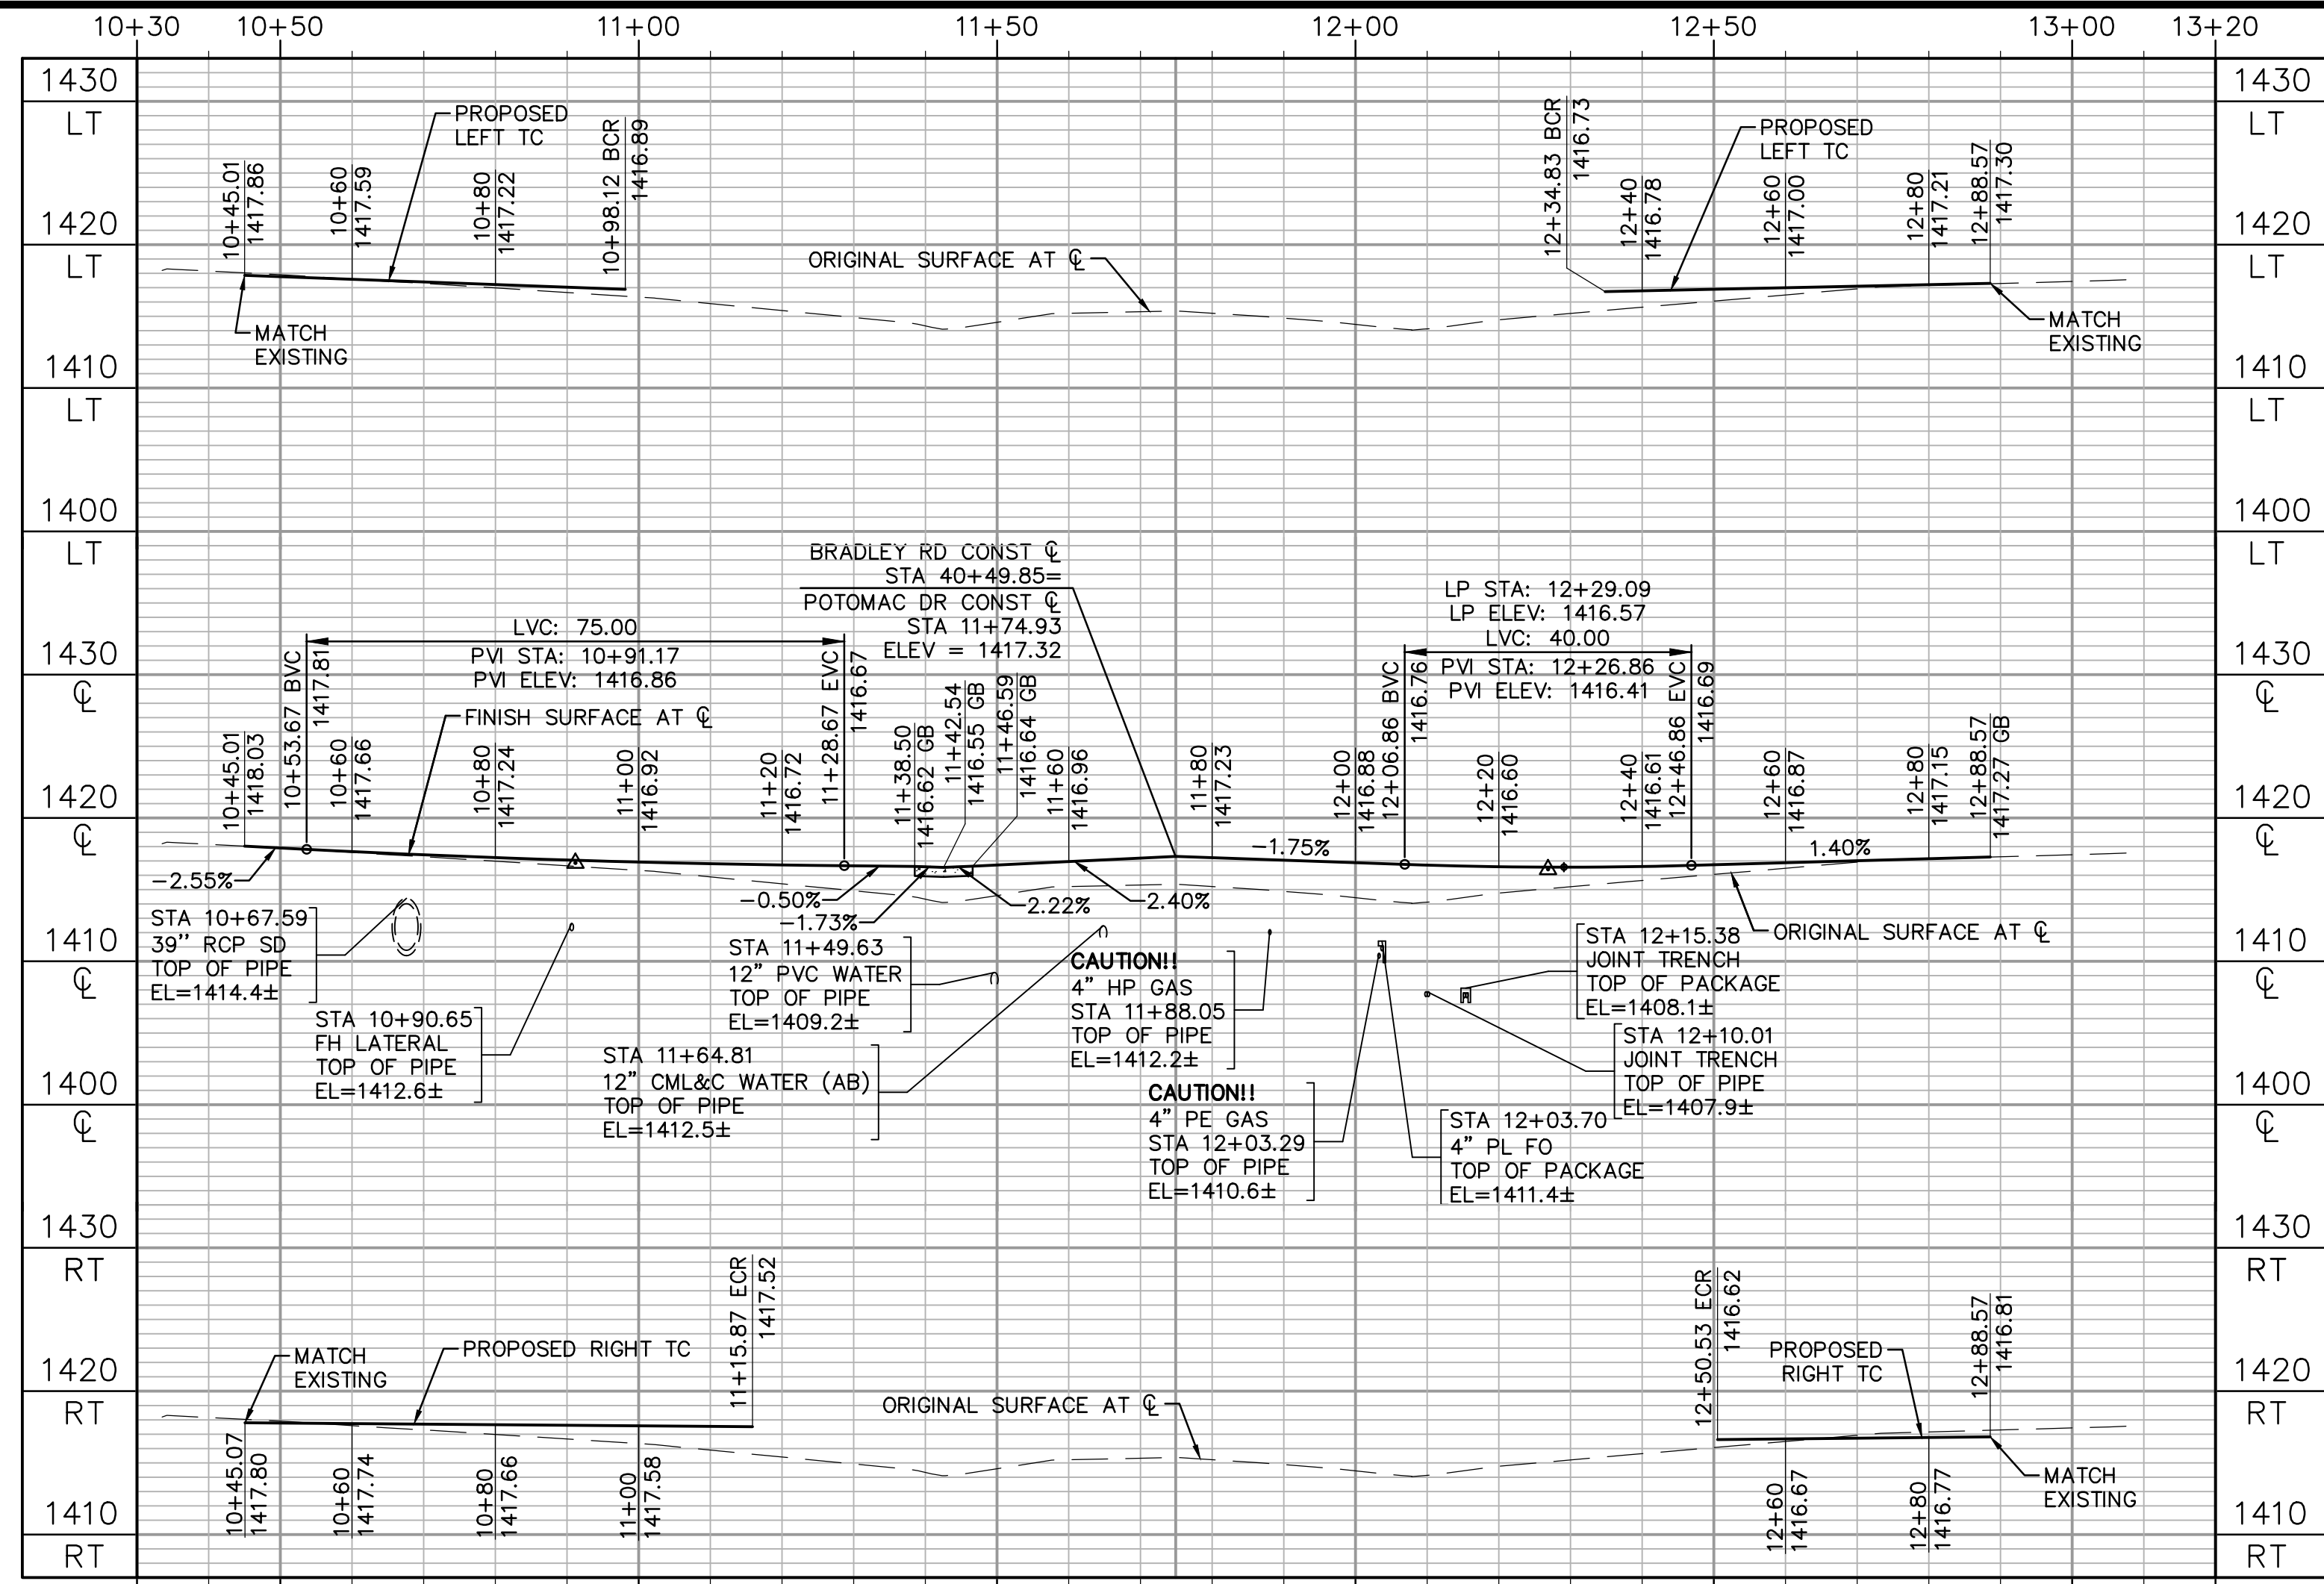 10+30 10+50 11+00 11+50 12+00 12+50 13+00 13+20
1430
LT
1420
LT
1410
LT
1400
LT
1430
℄
1420
℄
1410
℄
1400
℄
1430
RT
1420
RT
1410
RT
10+45.01
1417.86
10+60
1417.59
10+80
1417.22
10+98.12 BCR
1416.89
PROPOSED
LEFT TC
MATCH
EXISTING
ORIGINAL SURFACE AT ℄
12+34.83 BCR
1416.73
12+40
1416.78
12+60
1417.00
12+80
1417.21
12+88.57
1417.30
PROPOSED
LEFT TC
MATCH
EXISTING
BRADLEY RD CONST ℄
STA 40+49.85=
POTOMAC DR CONST ℄
STA 11+74.93
ELEV = 1417.32
LVC: 75.00
PVI STA: 10+91.17
PVI ELEV: 1416.86
FINISH SURFACE AT ℄
LP STA: 12+29.09
LP ELEV: 1416.57
LVC: 40.00
PVI STA: 12+26.86
PVI ELEV: 1416.41
10+45.01
1418.03
10+53.67 BVC
1417.81
10+60
1417.66
10+80
1417.24
11+00
1416.92
11+20
1416.72
11+28.67 EVC
1416.67
11+38.50
1416.62 GB
11+42.54
1416.55 GB
11+46.59
1416.64 GB
11+60
1416.96
11+80
1417.23
12+00
1416.88
12+06.86 BVC
1416.76
12+20
1416.60
12+40
1416.61
12+46.86 EVC
1416.69
12+60
1416.87
12+80
1417.15
12+88.57
1417.27 GB
-2.55%
-0.50%
-1.73%
2.22%
2.40%
-1.75%
1.40%
STA 10+67.59
39" RCP SD
TOP OF PIPE
EL=1414.4±
STA 10+90.65
FH LATERAL
TOP OF PIPE
EL=1412.6±
STA 11+49.63
12" PVC WATER
TOP OF PIPE
EL=1409.2±
STA 11+64.81
12" CML&C WATER (AB)
TOP OF PIPE
EL=1412.5±
CAUTION!!
4" HP GAS
STA 11+88.05
TOP OF PIPE
EL=1412.2±
CAUTION!!
4" PE GAS
STA 12+03.29
TOP OF PIPE
EL=1410.6±
STA 12+03.70
4" PL FO
TOP OF PACKAGE
EL=1411.4±
STA 12+15.38
JOINT TRENCH
TOP OF PACKAGE
EL=1408.1±
STA 12+10.01
JOINT TRENCH
TOP OF PIPE
EL=1407.9±
ORIGINAL SURFACE AT ℄
MATCH
EXISTING
PROPOSED RIGHT TC
11+15.87 ECR
1417.52
10+45.07
1417.80
10+60
1417.74
10+80
1417.66
11+00
1417.58
ORIGINAL SURFACE AT ℄
12+50.53 ECR
1416.62
PROPOSED
RIGHT TC
12+88.57
1416.81
12+60
1416.67
12+80
1416.77
MATCH
EXISTING
1430
LT
1420
LT
1410
LT
1400
LT
1430
℄
1420
℄
1410
℄
1400
℄
1430
RT
1420
RT
1410
RT